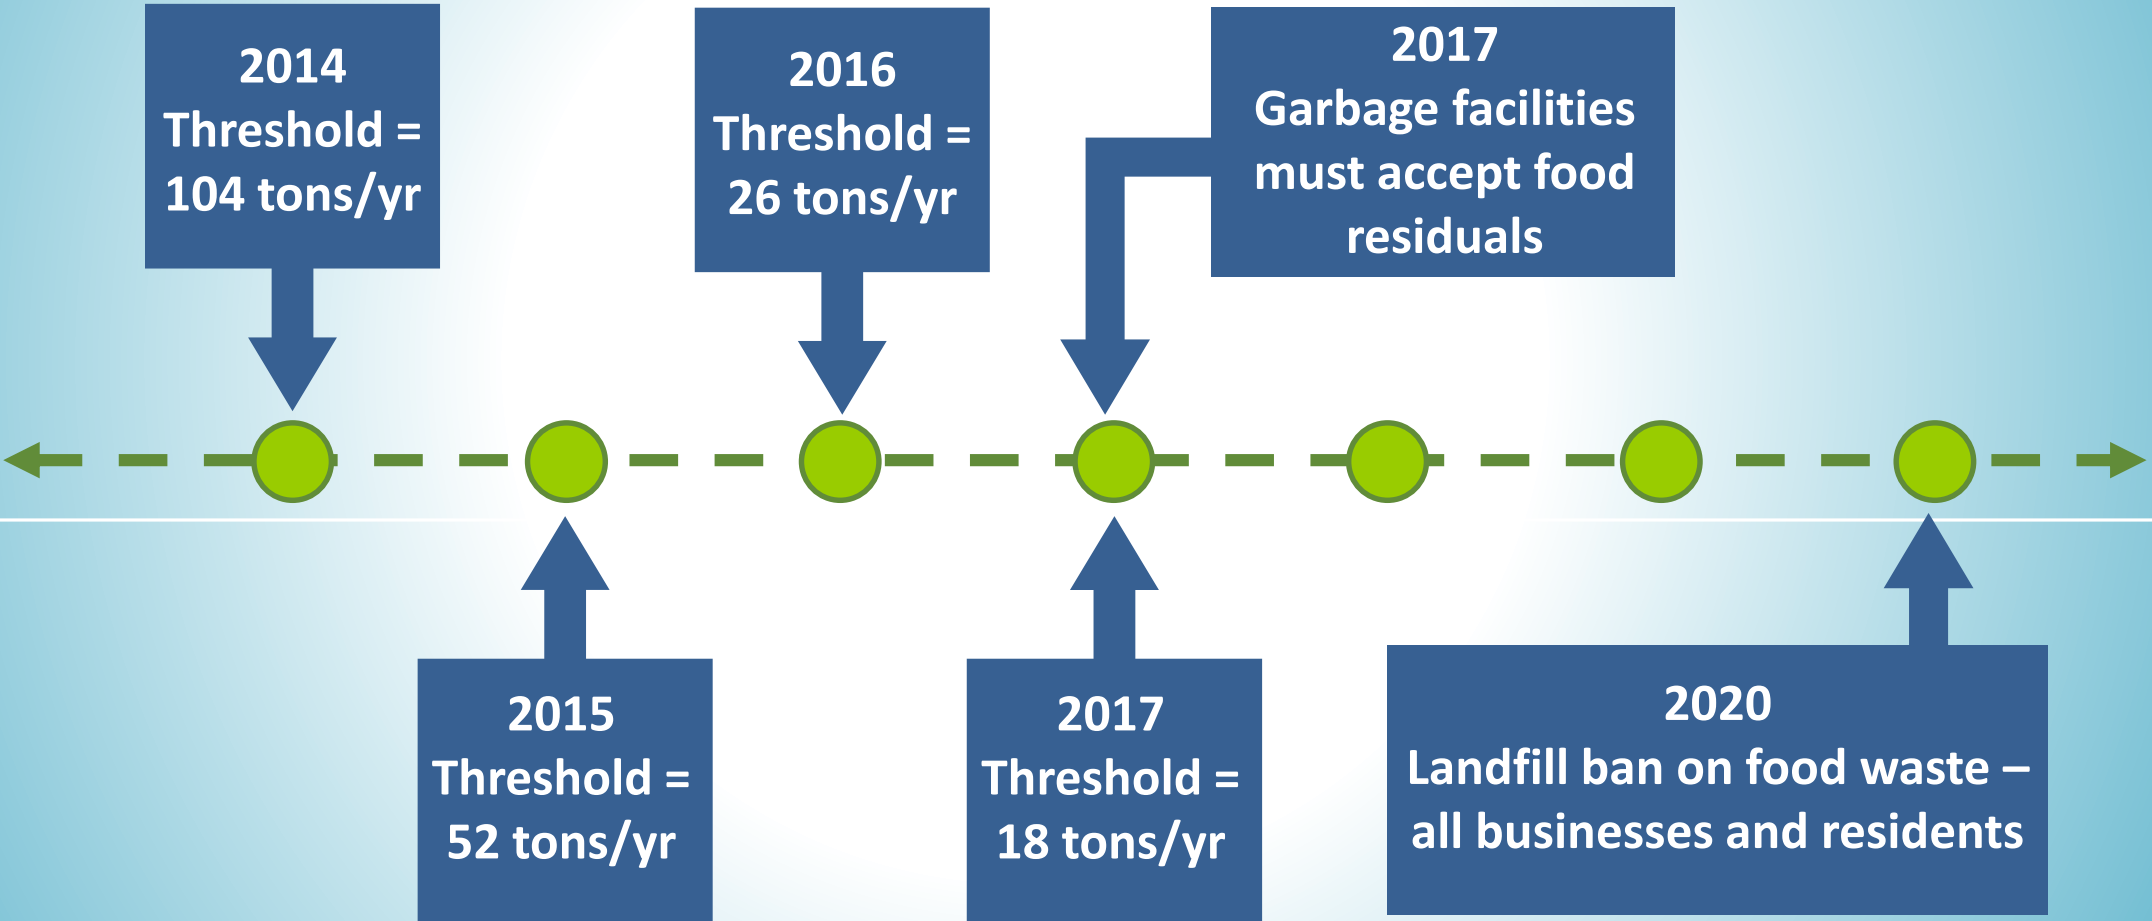 2014
Threshold =
104 tons/yr
2016
Threshold =
26 tons/yr
2017
Garbage facilities
must accept food
residuals
2015
Threshold =
52 tons/yr
2017
Threshold =
18 tons/yr
2020
Landfill ban on food waste –
all businesses and residents